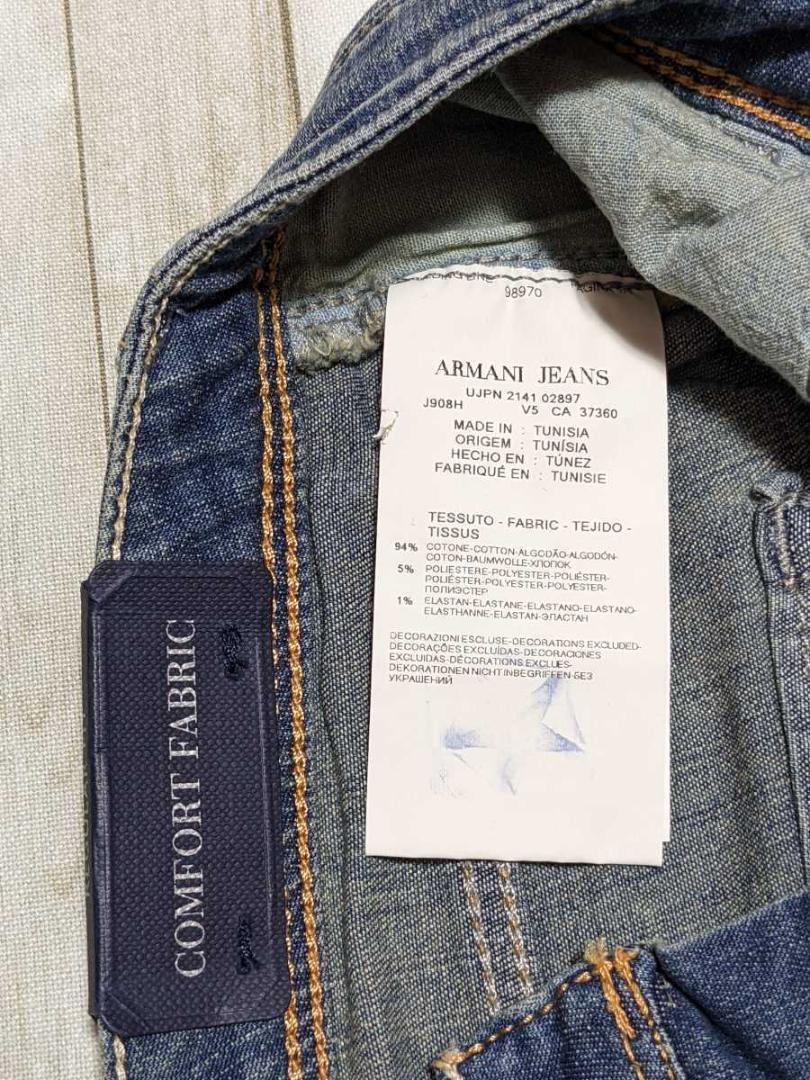 98970
ARMANI JEANS
UJPN 2141 02897
J908H V5 CA 37360
MADE IN : TUNISIA
ORIGEM : TUNÍSIA
HECHO EN : TÚNEZ
FABRIQUÉ EN : TUNISIE
TESSUTO - FABRIC - TEJIDO -
TISSUS
94% COTONE-COTTON-ALGODÃO-ALGODÓN-
COTON-BAUMWOLLE-ХЛОПОК
5% POLIESTERE-POLYESTER-POLIÉSTER-
POLIÉSTER-POLYESTER-POLYESTER-
ПОЛИЭСТЕР
1% ELASTAN-ELASTANE-ELASTANO-ELASTANO-
ELASTHANNE-ELASTAN-ЭЛАСТАН
DECORAZIONI ESCLUSE-DECORATIONS EXCLUDED-
DECORAÇÕES EXCLUÍDAS-DECORACIONES
EXCLUIDAS-DÉCORATIONS EXCLUES-
DEKORATIONEN NICHT INBEGRIFFEN-БЕЗ
УКРАШЕНИЙ
COMFORT FABRIC